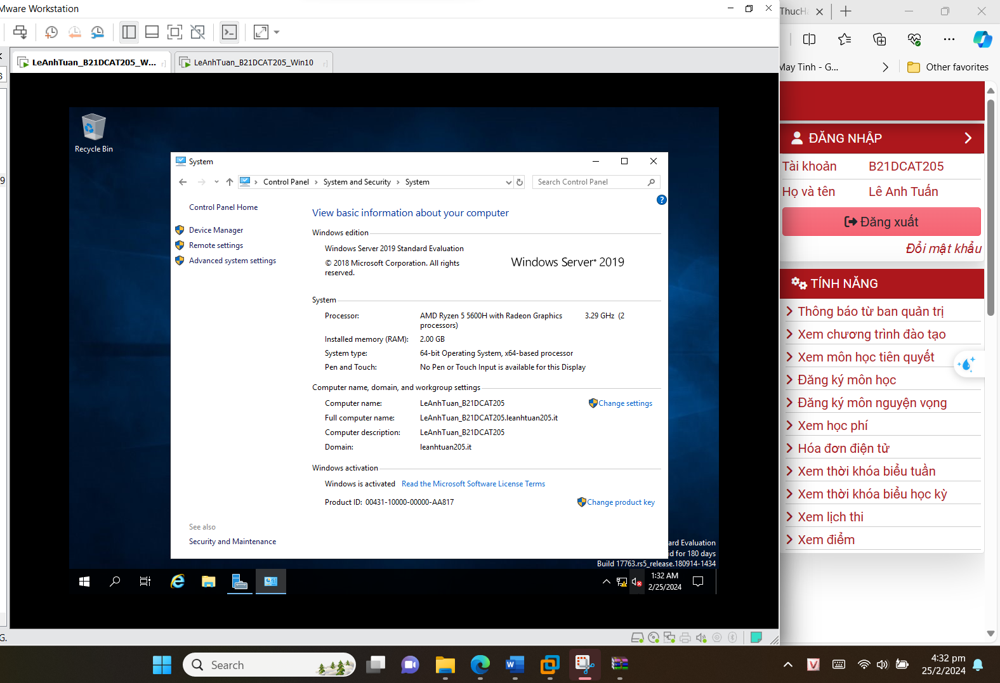 Mware Workstation
LeAnhTuan_B21DCAT205_W...
LeAnhTuan_B21DCAT205_Win10
Recycle Bin
System
Control Panel
System and Security
System
Search Control Panel
Control Panel Home
Device Manager
Remote settings
Advanced system settings
View basic information about your computer
Windows edition
Windows Server 2019 Standard Evaluation
© 2018 Microsoft Corporation. All rights
reserved.
Windows Server® 2019
System
Processor: AMD Ryzen 5 5600H with Radeon Graphics 3.29 GHz (2
processors)
Installed memory (RAM): 2.00 GB
System type: 64-bit Operating System, x64-based processor
Pen and Touch: No Pen or Touch Input is available for this Display
Computer name, domain, and workgroup settings
Computer name: LeAnhTuan_B21DCAT205 Change settings
Full computer name: LeAnhTuan_B21DCAT205.leanhtuan205.it
Computer description: LeAnhTuan_B21DCAT205
Domain: leanhtuan205.it
Windows activation
Windows is activated Read the Microsoft Software License Terms
Product ID: 00431-10000-00000-AA817 Change product key
See also
Security and Maintenance
ard Evaluation
id for 180 days
Build 17763.rs5_release.180914-1434
1:32 AM
2/25/2024
G.
6
9
ThucHa
May Tinh - G...
Other favorites
ĐĂNG NHẬP
Tài khoản B21DCAT205
Họ và tên Lê Anh Tuấn
Đăng xuất
Đổi mật khẩu
TÍNH NĂNG
Thông báo từ ban quản trị
Xem chương trình đào tạo
Xem môn học tiên quyết
Đăng ký môn học
Đăng ký môn nguyện vọng
Xem học phí
Hóa đơn điện tử
Xem thời khóa biểu tuần
Xem thời khóa biểu học kỳ
Xem lịch thi
Xem điểm
Search
4:32 pm
25/2/2024